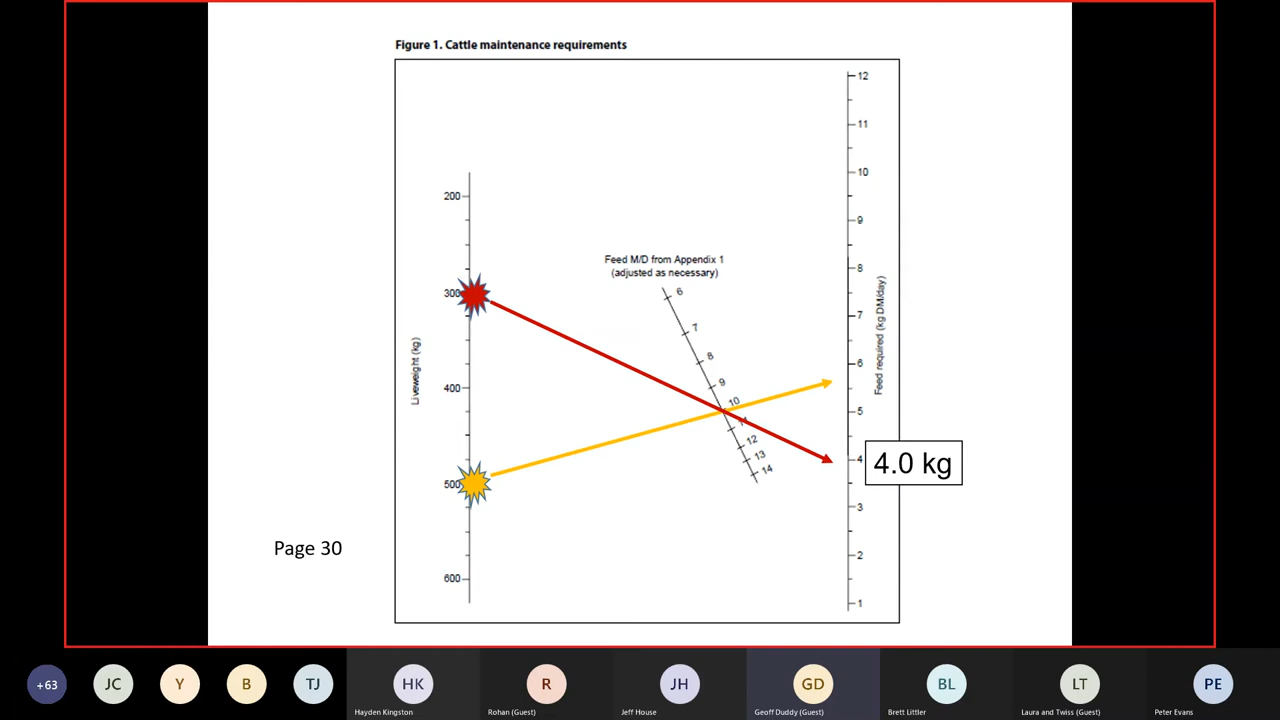 Figure 1. Cattle maintenance requirements
12
11
10
9
8
7
6
5
4
3
2
1
Feed required (kg DM/day)
4.0 kg
Feed M/D from Appendix 1
(adjusted as necessary)
6
7
8
9
10
11
12
13
14
200
300
400
500
600
Liveweight (kg)
Page 30
+63
JC
Y
B
TJ
HK
Hayden Kingston
R
Rohan (Guest)
JH
Jeff House
GD
Geoff Duddy (Guest)
BL
Brett Littler
LT
Laura and Twiss (Guest)
PE
Peter Evans